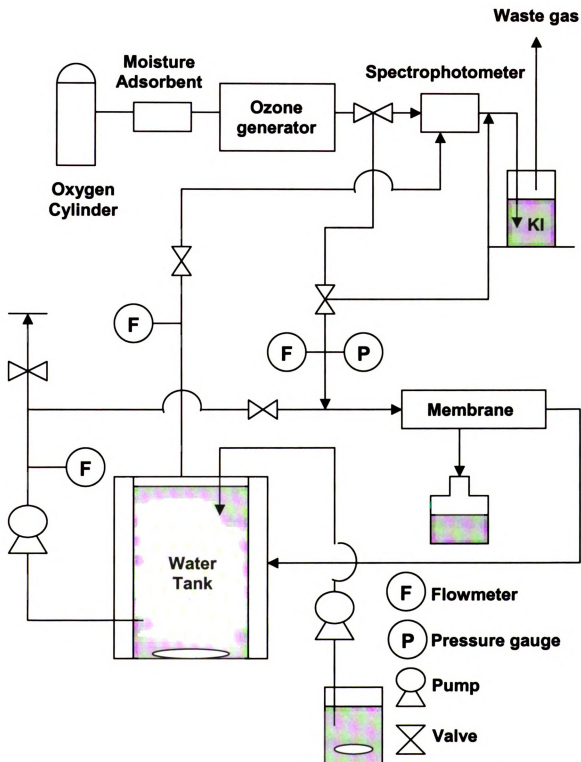 Waste gas
Moisture
Adsorbent
Spectrophotometer
Ozone
generator
Oxygen
Cylinder
KI
F
F
P
Membrane
F
Water
Tank
F Flowmeter
P Pressure gauge
Pump
Valve